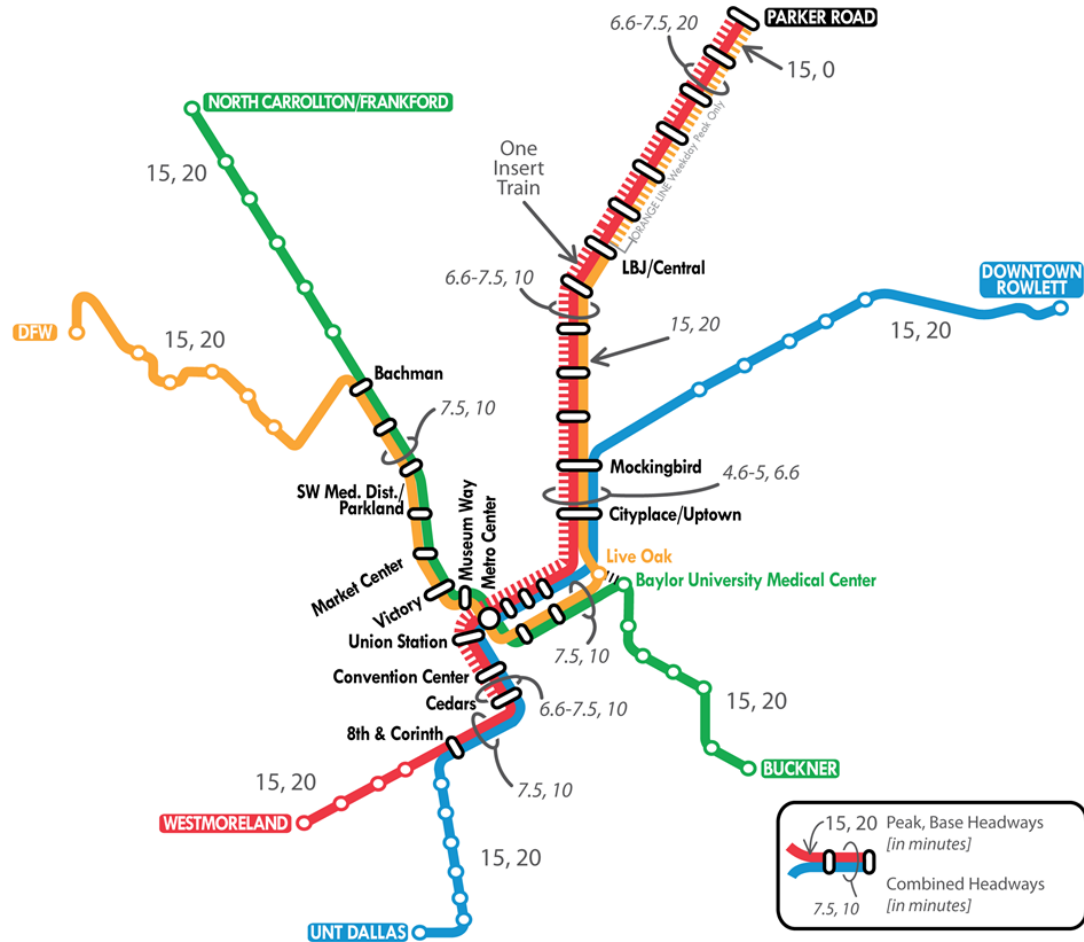 PARKER ROAD
6.6-7.5, 20
15, 0
NORTH CARROLLTON/FRANKFORD
15, 20
One
Insert
Train
ORANGE LINE Weekday Peak Only
LBJ/Central
6.6-7.5, 10
DOWNTOWN
ROWLETT
15, 20
DFW
15, 20
15, 20
Bachman
7.5, 10
Mockingbird
4.6-5, 6.6
SW Med. Dist./
Parkland
Museum Way
Metro Center
Cityplace/Uptown
Live Oak
Market Center
Baylor University Medical Center
Victory
Union Station
7.5, 10
Convention Center
Cedars
6.6-7.5, 10
15, 20
8th & Corinth
15, 20
7.5, 10
BUCKNER
WESTMORELAND
15, 20
UNT DALLAS
15, 20 Peak, Base Headways
[in minutes]
Combined Headways
7.5, 10 [in minutes]